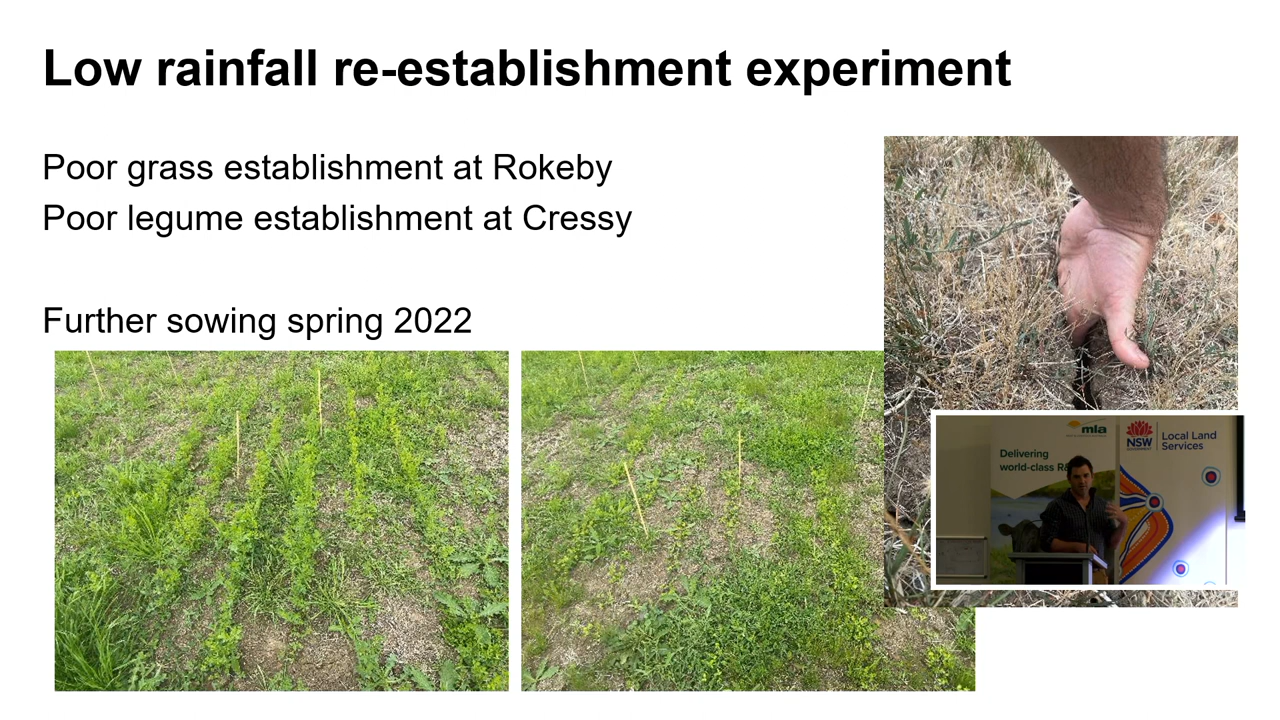 Low rainfall re-establishment experiment
Poor grass establishment at Rokeby
Poor legume establishment at Cressy
Further sowing spring 2022
mla
Delivering
world-class R&
NSW
GOVERNMENT
Local Land
Services